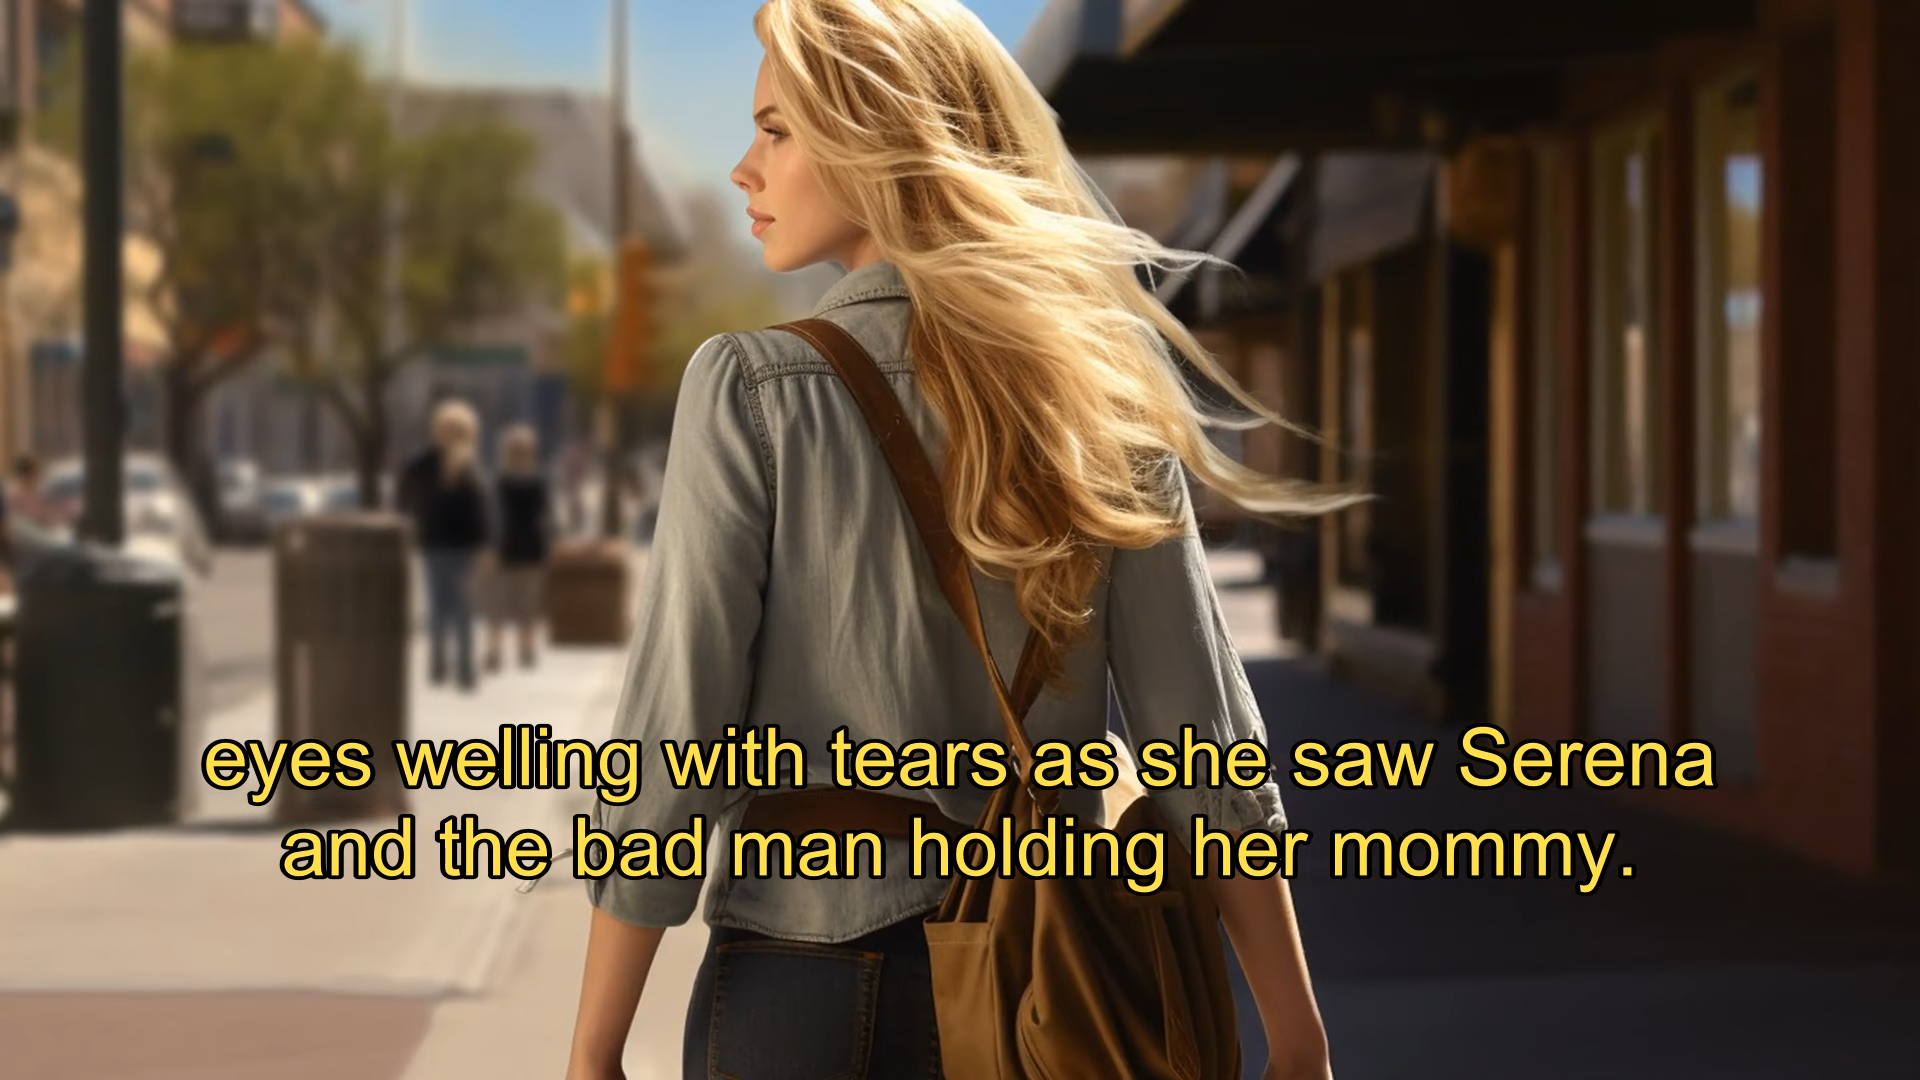 eyes welling with tears as she saw Serena
and the bad man holding her mommy.